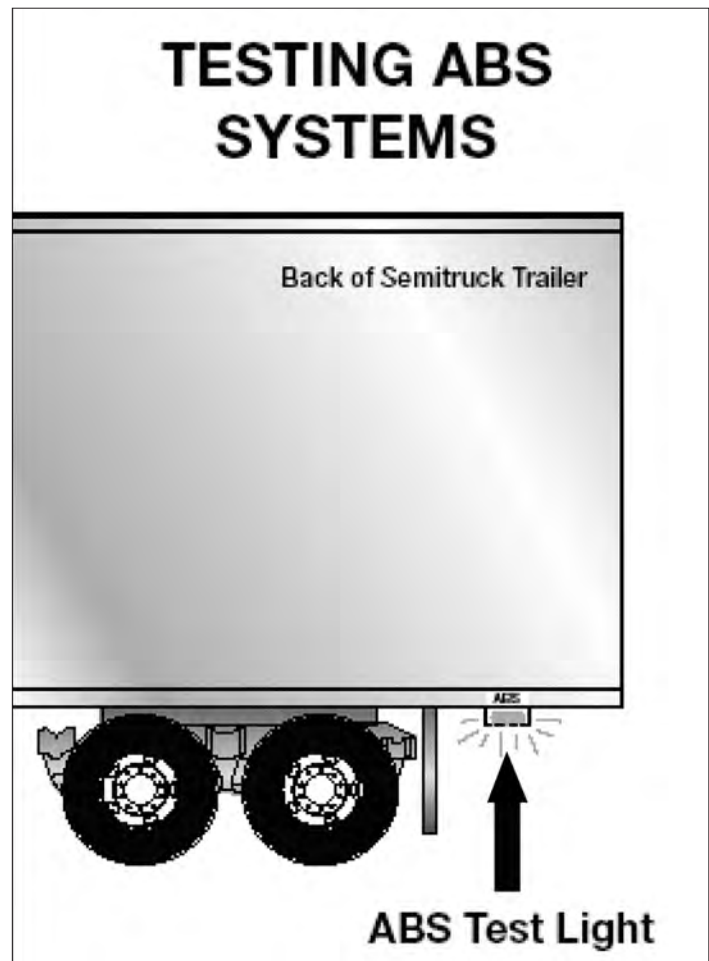 TESTING ABS
SYSTEMS
Back of Semitruck Trailer
ABS
ABS Test Light